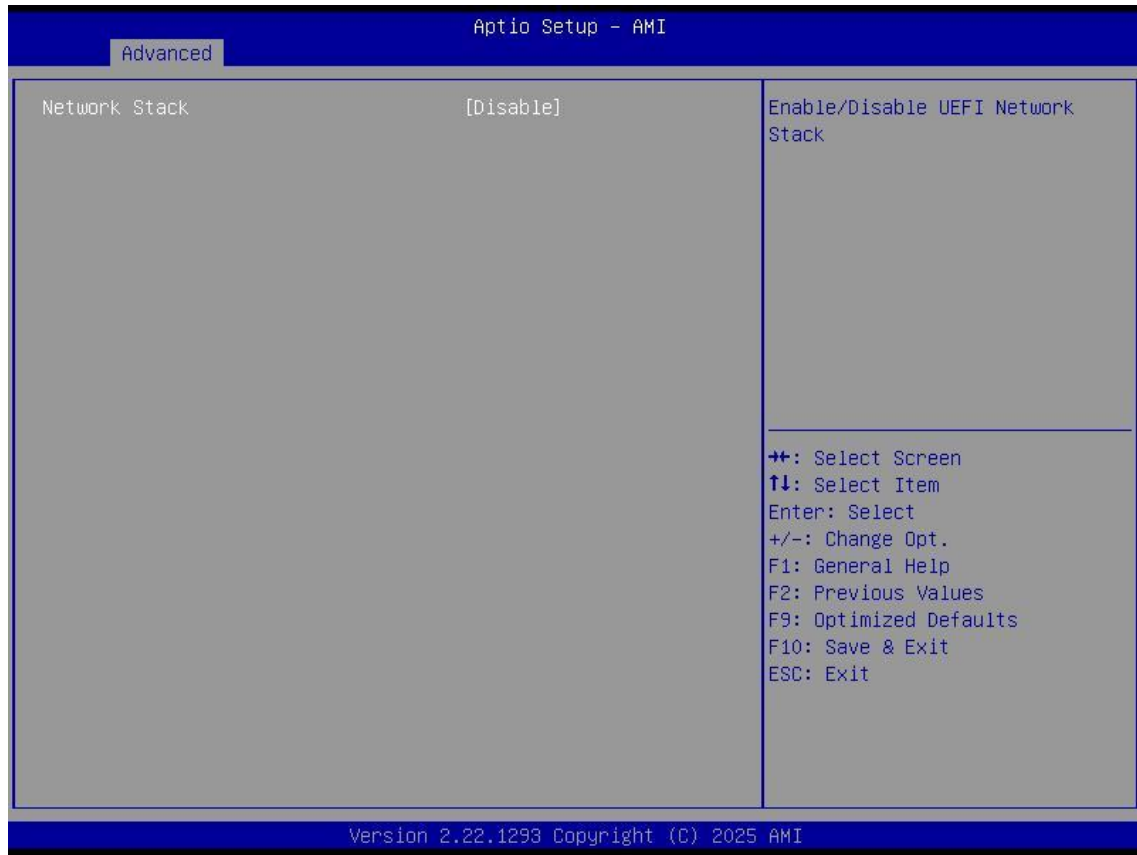 Aptio Setup – AMI
Advanced
Network Stack [Disable]
Enable/Disable UEFI Network
Stack
→←: Select Screen
↑↓: Select Item
Enter: Select
+/-: Change Opt.
F1: General Help
F2: Previous Values
F9: Optimized Defaults
F10: Save & Exit
ESC: Exit
Version 2.22.1293 Copyright (C) 2025 AMI